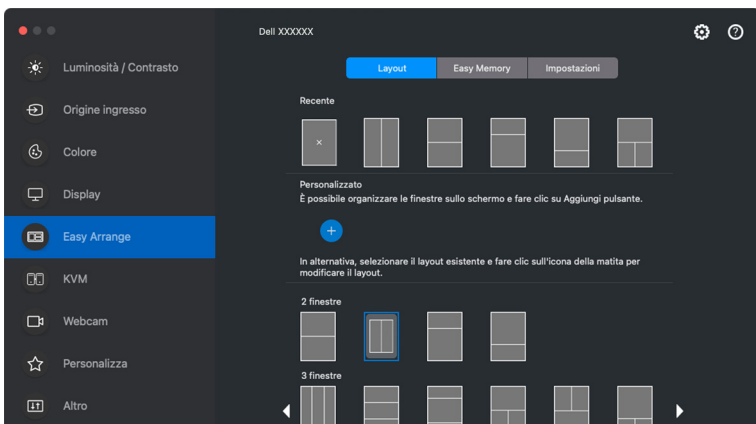 Dell XXXXXX
Luminosità / Contrasto
Origine ingresso
Colore
Display
Easy Arrange
KVM
Webcam
Personalizza
Altro
Layout
Easy Memory
Impostazioni
Recente
Personalizzato
È possibile organizzare le finestre sullo schermo e fare clic su Aggiungi pulsante.
In alternativa, selezionare il layout esistente e fare clic sull'icona della matita per
modificare il layout.
2 finestre
3 finestre